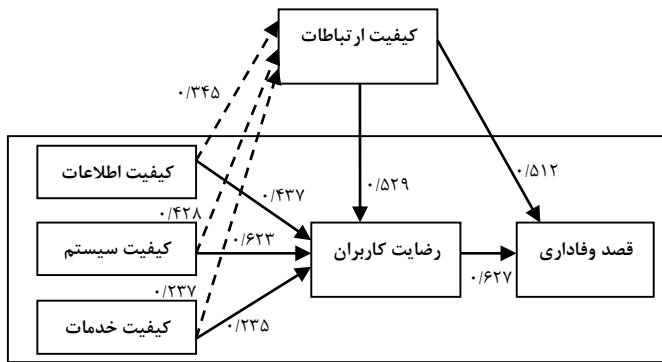 کیفیت ارتباطات
۰/۳۴۵
کیفیت اطلاعات
۰/۴۳۷
۰/۵۲۹
۰/۵۱۲
۰/۴۲۸
کیفیت سیستم
۰/۶۲۳
رضایت کاربران
قصد وفاداری
۰/۶۲۷
۰/۲۳۷
کیفیت خدمات
۰/۲۳۵